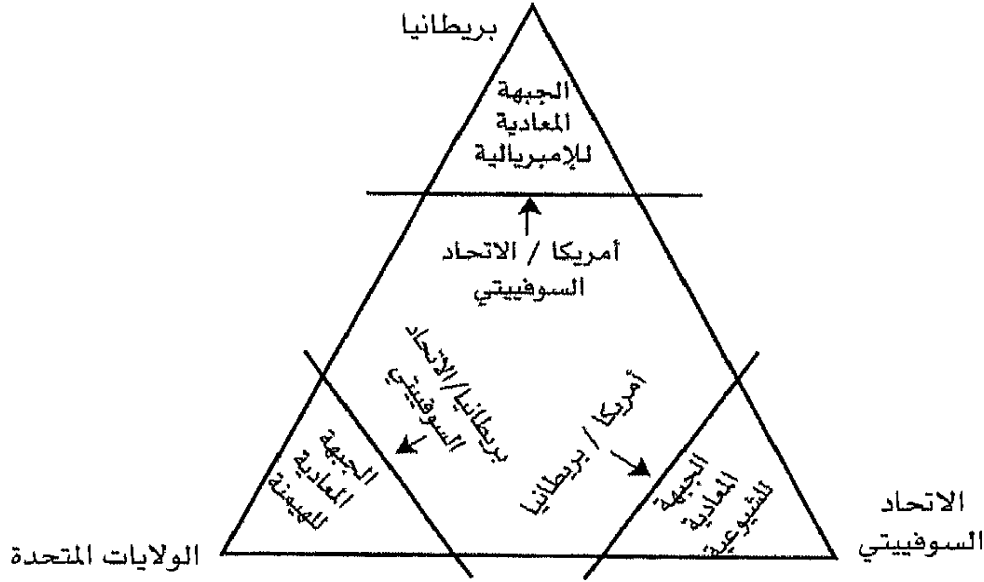 بريطانيا
الجبهة
المعادية
للإمبريالية
أمريكا / الاتحاد
السوفييتي
بريطانيا/الاتحاد
السوفييتي
أمريكا / بريطانيا
الجبهة
المعادية
للهيمنة
الجبهة
المعادية
للشيوعية
الولايات المتحدة
الاتحاد
السوفييتي